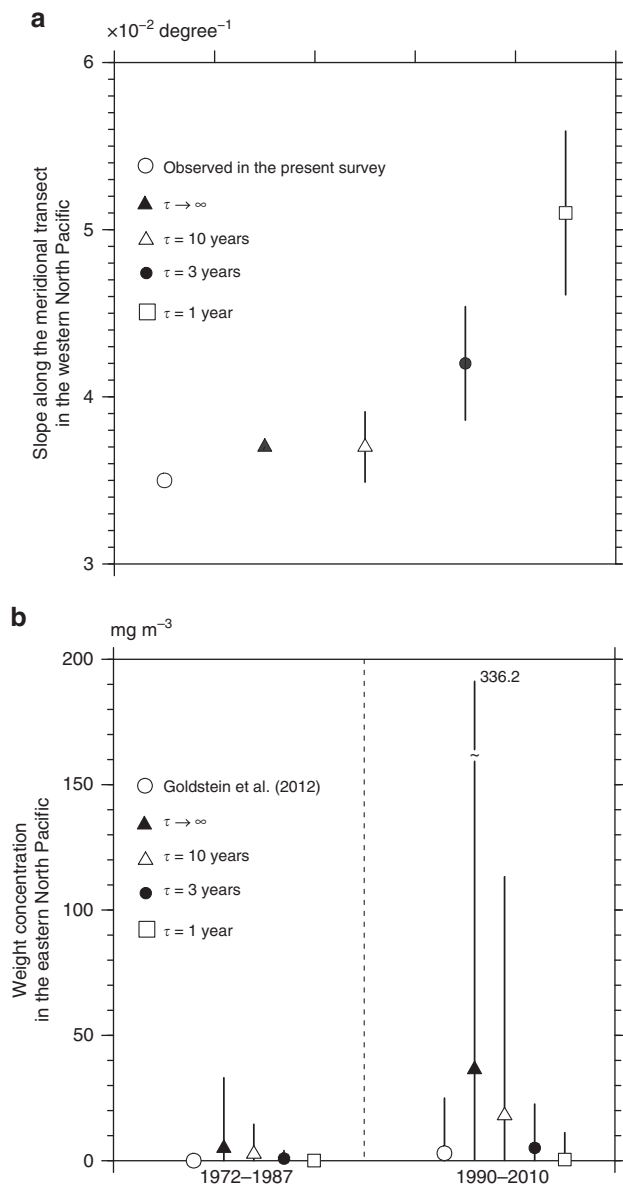 a
×10⁻² degree⁻¹
6
5
4
3
Slope along the meridional transect
in the western North Pacific
Observed in the present survey
τ → ∞
τ = 10 years
τ = 3 years
τ = 1 year
b
mg m⁻³
200
150
100
50
0
Weight concentration
in the eastern North Pacific
336.2
~
Goldstein et al. (2012)
τ → ∞
τ = 10 years
τ = 3 years
τ = 1 year
1972–1987
1990–2010